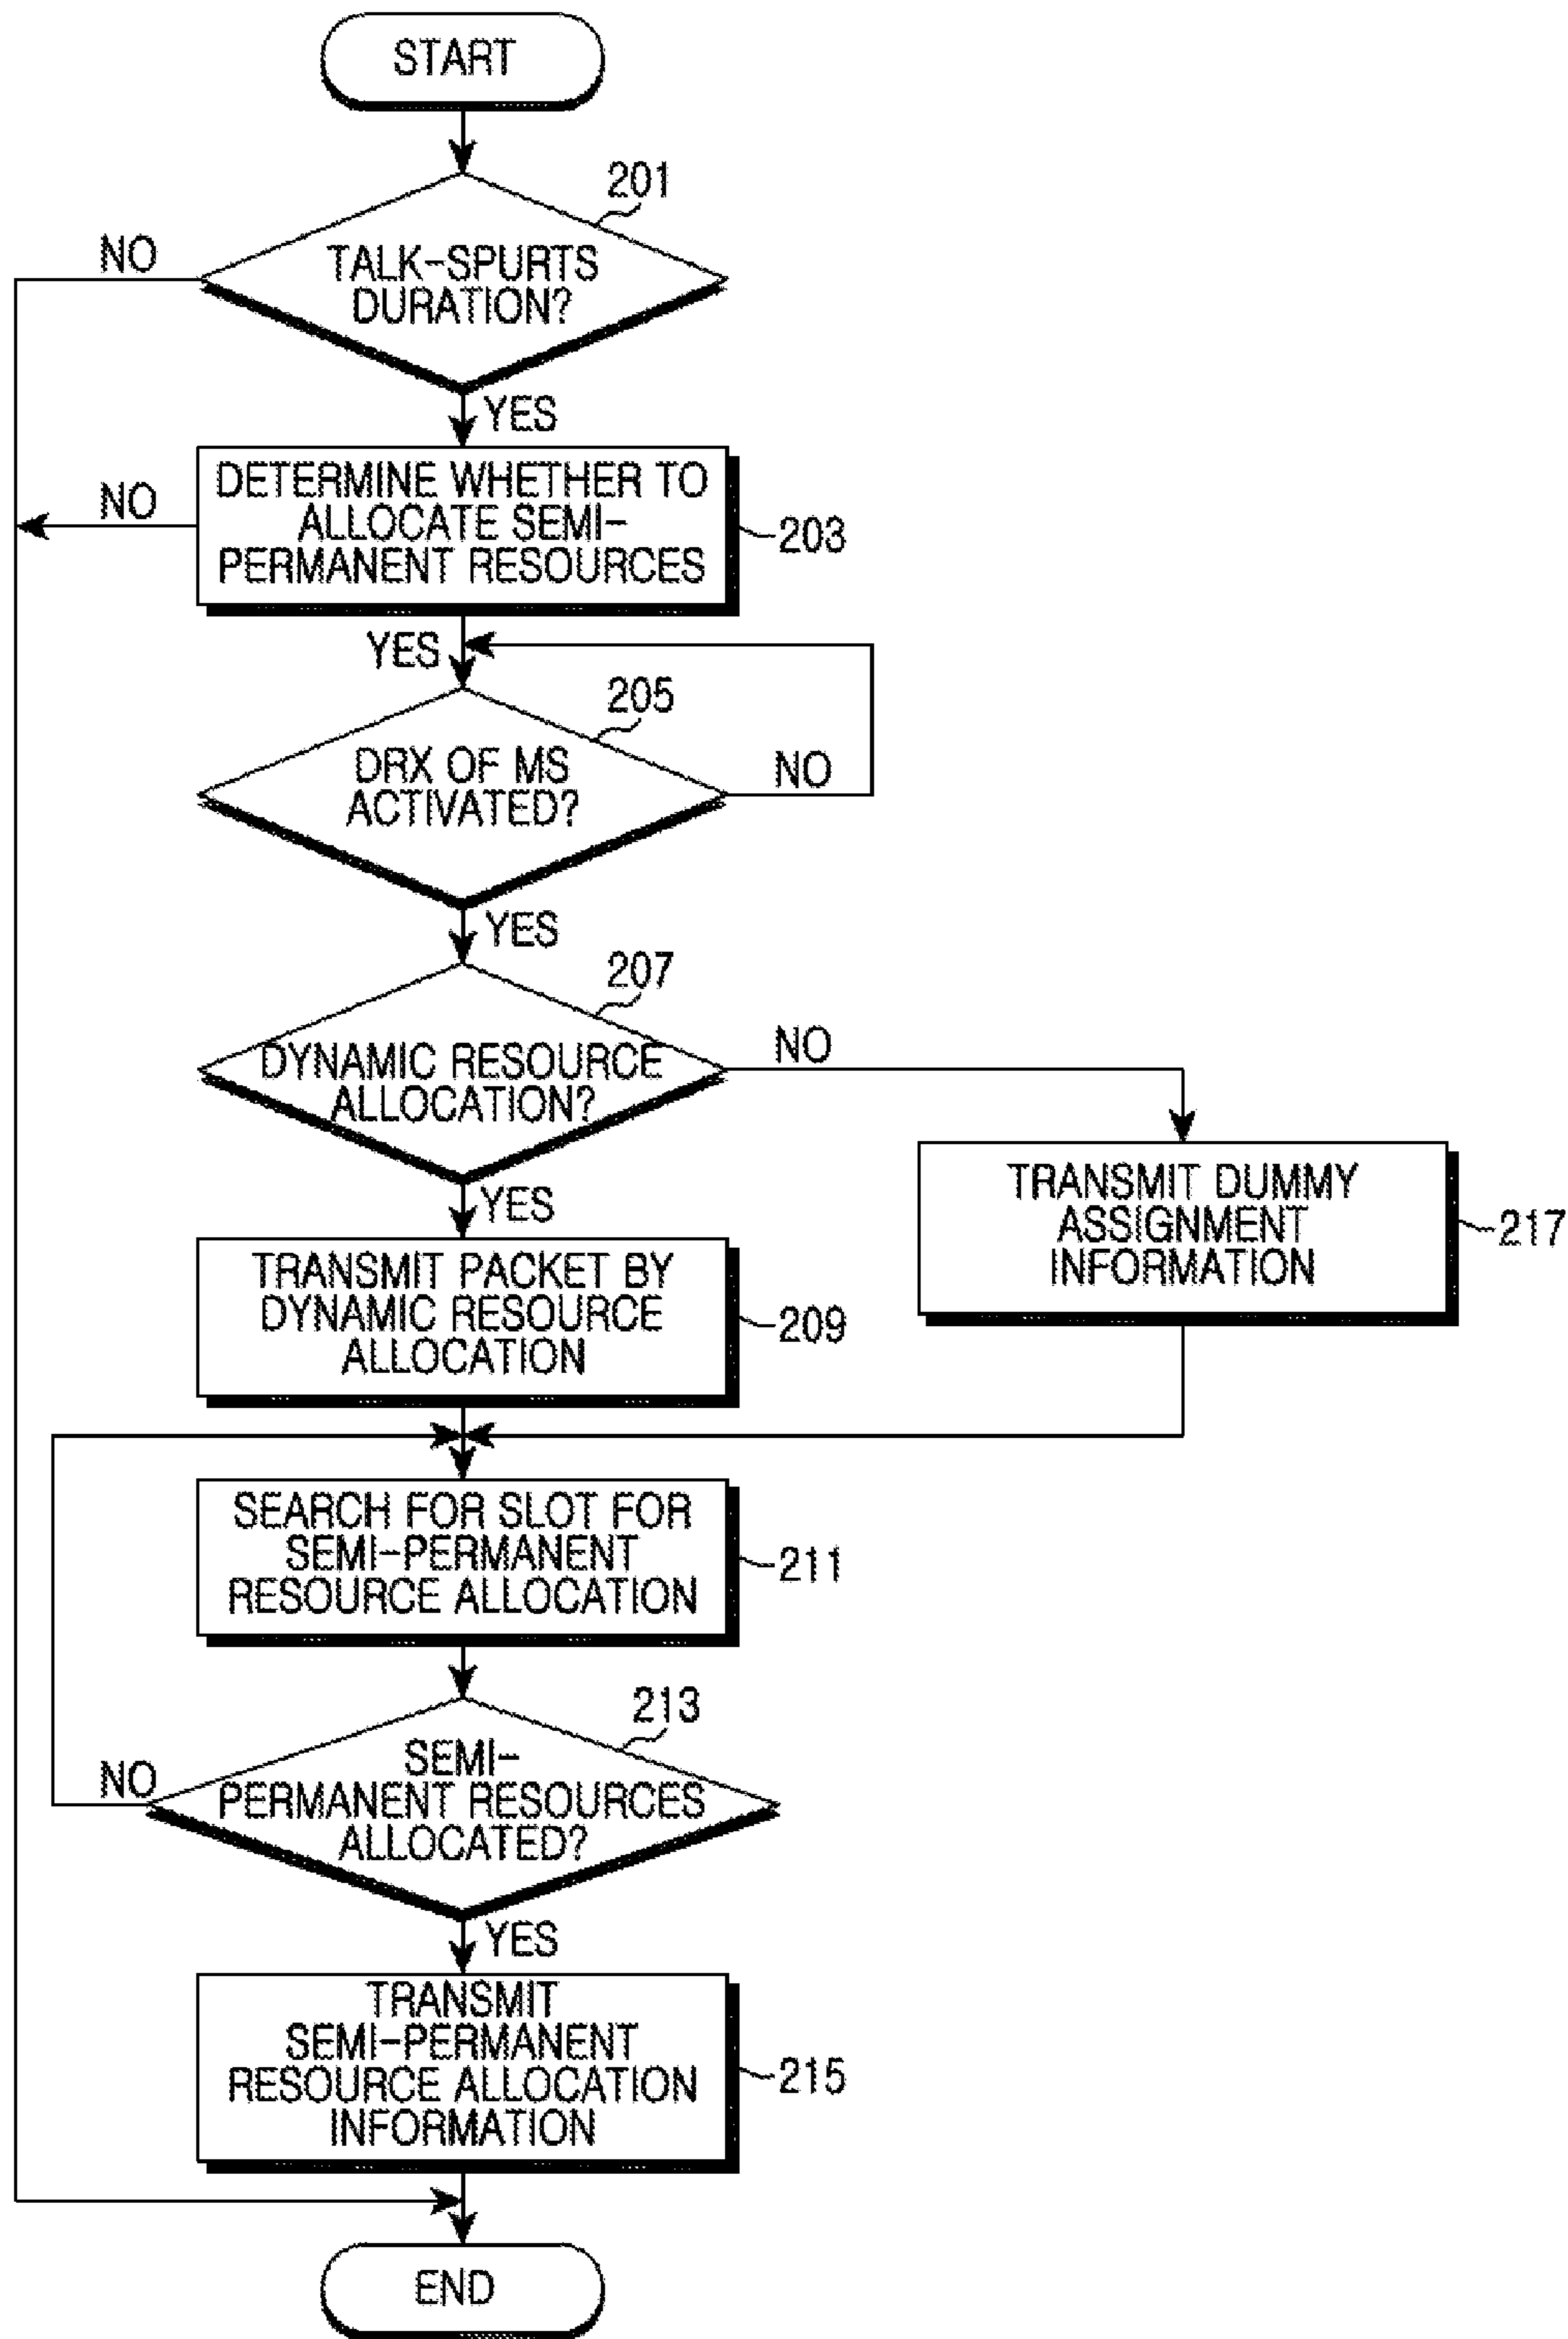 START
201
NO
TALK-SPURTS
DURATION?
YES
DETERMINE WHETHER TO
ALLOCATE SEMI-
PERMANENT RESOURCES
NO
203
YES
205
DRX OF MS
ACTIVATED?
NO
YES
207
DYNAMIC RESOURCE
ALLOCATION?
NO
YES
TRANSMIT DUMMY
ASSIGNMENT
INFORMATION
217
TRANSMIT PACKET BY
DYNAMIC RESOURCE
ALLOCATION
209
SEARCH FOR SLOT FOR
SEMI-PERMANENT
RESOURCE ALLOCATION
211
213
SEMI-
PERMANENT RESOURCES
ALLOCATED?
NO
YES
TRANSMIT
SEMI-PERMANENT
RESOURCE ALLOCATION
INFORMATION
215
END